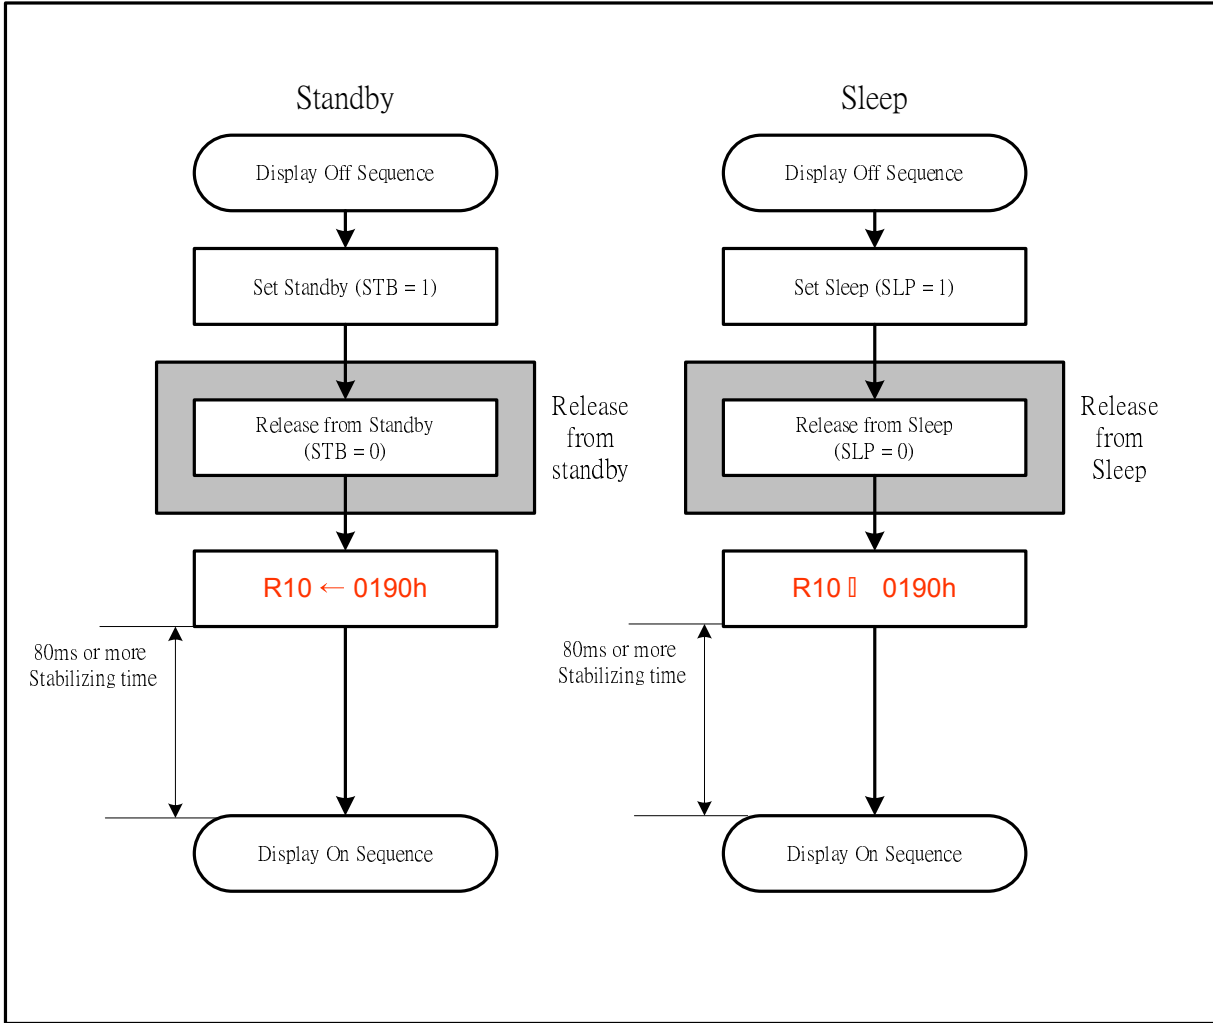 Standby
Display Off Sequence
Set Standby (STB = 1)
Release from Standby
(STB = 0)
Release
from
standby
R10 ← 0190h
80ms or more
Stabilizing time
Display On Sequence
Sleep
Display Off Sequence
Set Sleep (SLP = 1)
Release from Sleep
(SLP = 0)
Release
from
Sleep
R10 ▯ 0190h
80ms or more
Stabilizing time
Display On Sequence